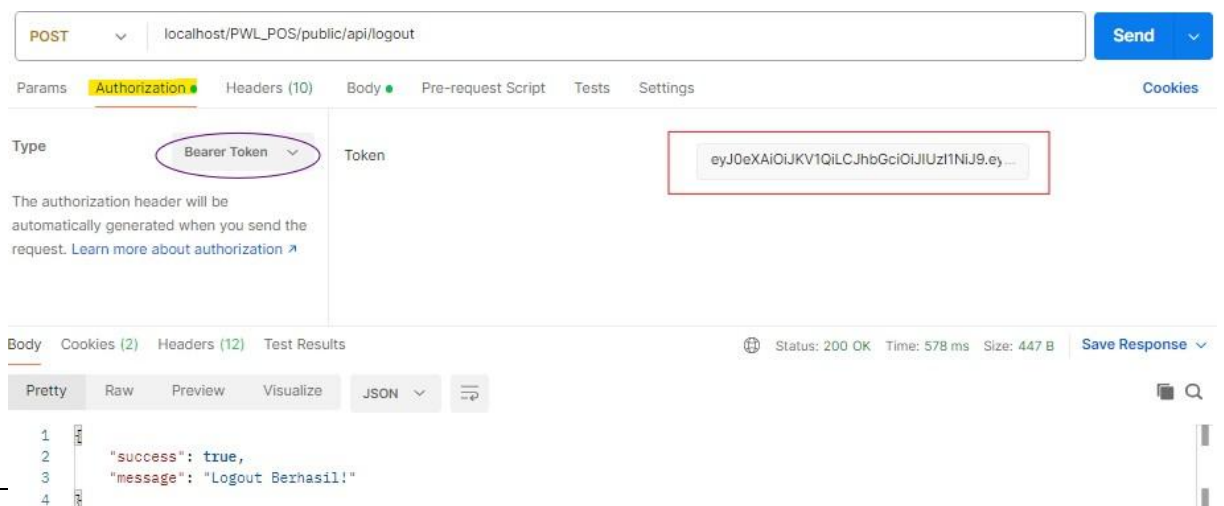 POST localhost/PWL_POS/public/api/logout Send
Params Authorization Headers (10) Body Pre-request Script Tests Settings Cookies
Type Bearer Token Token eyJ0eXAiOiJKV1QiLCJhbGciOiJIUzI1NiJ9.ey...
The authorization header will be
automatically generated when you send the
request. Learn more about authorization ↗
Body Cookies (2) Headers (12) Test Results Status: 200 OK Time: 578 ms Size: 447 B Save Response
Pretty Raw Preview Visualize JSON
1 {
2 "success": true,
3 "message": "Logout Berhasil!"
4 }